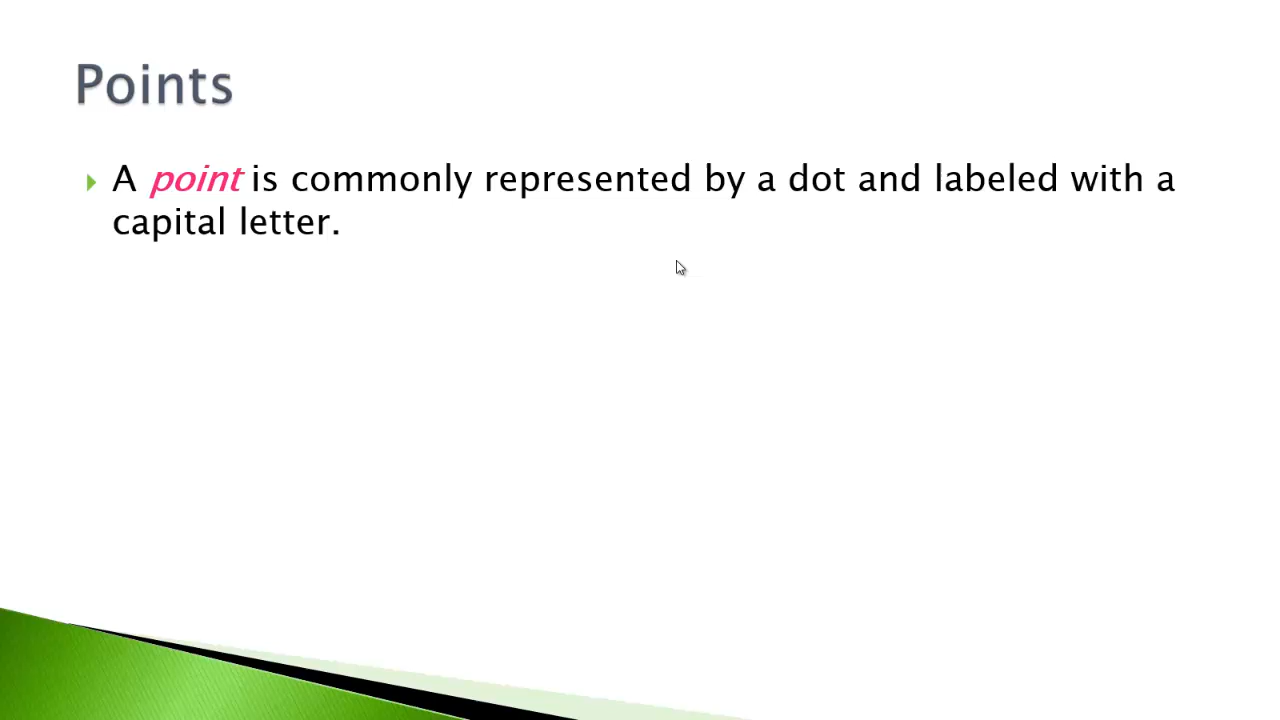 Points
A point is commonly represented by a dot and labeled with a
capital letter.